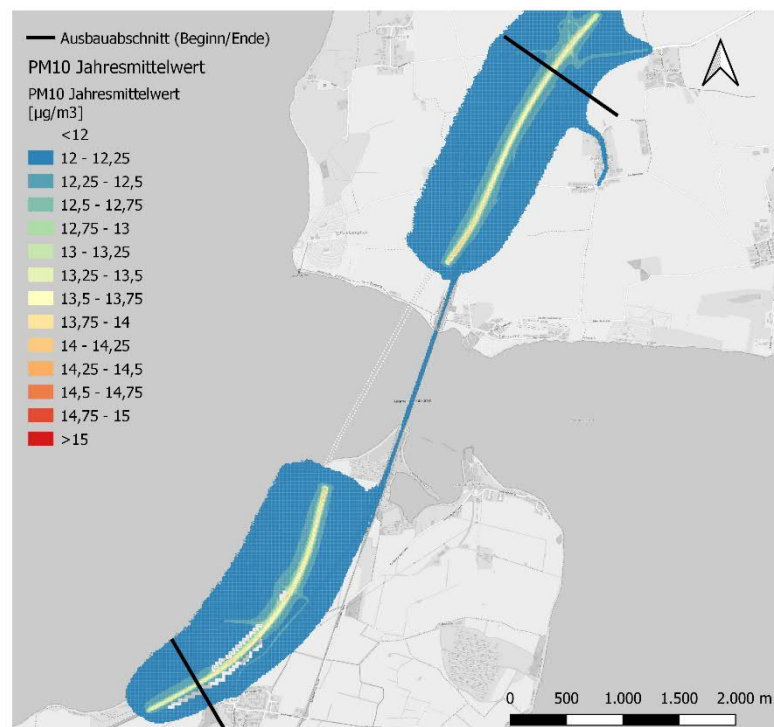 Ausbauabschnitt (Beginn/Ende)
PM10 Jahresmittelwert
PM10 Jahresmittelwert
[µg/m3]
<12
12 - 12,25
12,25 - 12,5
12,5 - 12,75
12,75 - 13
13 - 13,25
13,25 - 13,5
13,5 - 13,75
13,75 - 14
14 - 14,25
14,25 - 14,5
14,5 - 14,75
14,75 - 15
>15
0 500 1.000 1.500 2.000 m